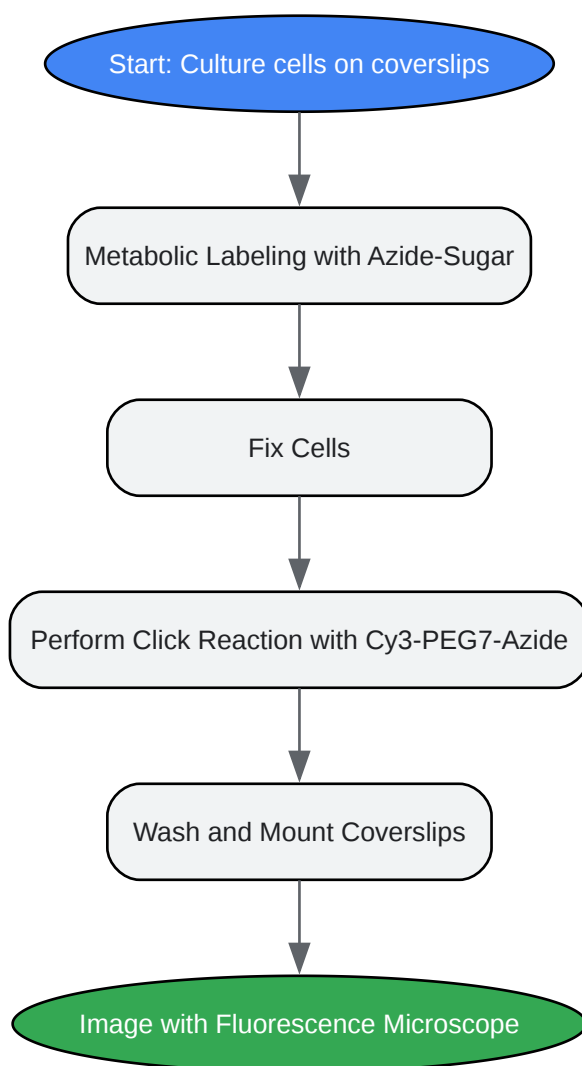 Start: Culture cells on coverslips
Metabolic Labeling with Azide-Sugar
Fix Cells
Perform Click Reaction with Cy3-PEG7-Azide
Wash and Mount Coverslips
Image with Fluorescence Microscope